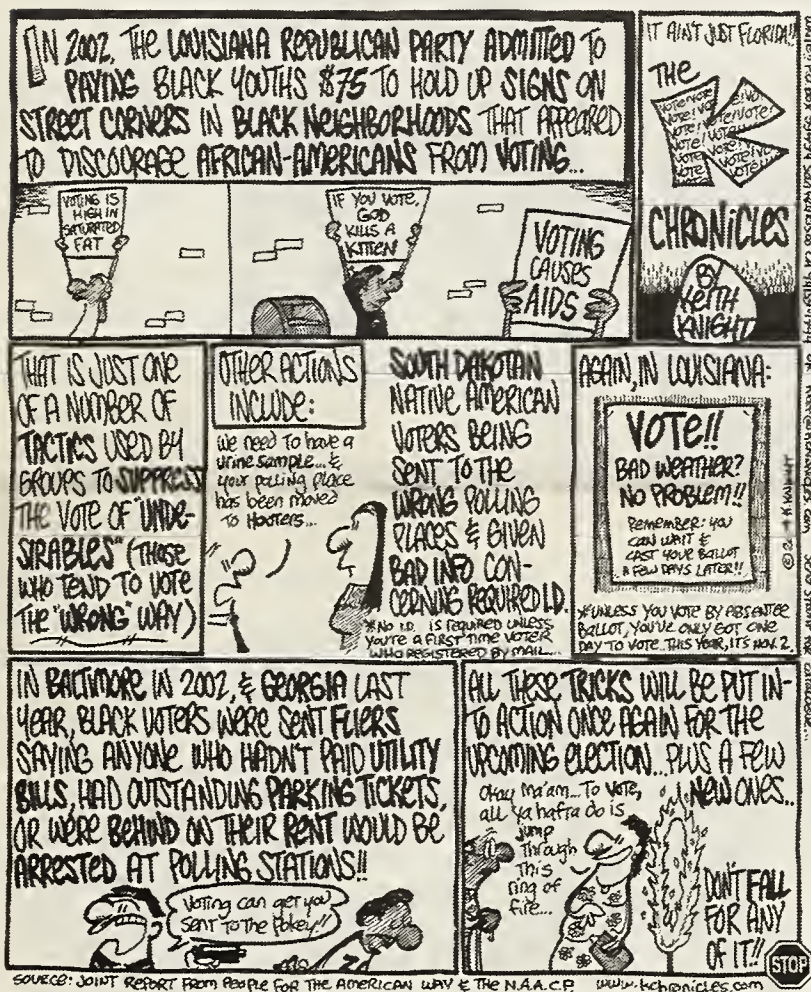 IN 2002, THE LOUISIANA REPUBLICAN PARTY ADMITTED TO
PAYING BLACK YOUTHS $75 TO HOLD UP SIGNS ON
STREET CORNERS IN BLACK NEIGHBORHOODS THAT APPEARED
TO DISCOURAGE AFRICAN-AMERICANS FROM VOTING...
VOTING IS
HIGH IN
SATURATED
FAT
IF YOU VOTE,
GOD
KILLS A
KITTEN
VOTING
CAUSES
AIDS
IT AIN'T JUST FLORIDA!!
THE
K
CHRONICLES
BY
KEITH
KNIGHT
THAT IS JUST ONE
OF A NUMBER OF
TACTICS USED BY
GROUPS TO SUPPRESS
THE VOTE OF "UNDE-
SIRABLES" (THOSE
WHO TEND TO VOTE
THE "WRONG" WAY)
OTHER ACTIONS
INCLUDE:
We need to have a
urine sample... &
your polling place
has been moved
to Hooters...
SOUTH DAKOTAN
NATIVE AMERICAN
VOTERS BEING
SENT TO THE
WRONG POLLING
PLACES & GIVEN
BAD INFO CON-
CERNING REQUIRED I.D.
*NO I.D. IS REQUIRED UNLESS
YOU'RE A FIRST TIME VOTER
WHO REGISTERED BY MAIL...
AGAIN, IN LOUISIANA:
VOTE!!
BAD WEATHER?
NO PROBLEM!!
REMEMBER: YOU
CAN WAIT &
CAST YOUR BALLOT
A FEW DAYS LATER!!
*UNLESS YOU VOTE BY ABSENTEE
BALLOT, YOU'VE ONLY GOT ONE
DAY TO VOTE. THIS YEAR, IT'S NOV. 2
IN BALTIMORE IN 2002, & GEORGIA LAST
YEAR, BLACK VOTERS WERE SENT FLIERS
SAYING ANYONE WHO HADN'T PAID UTILITY
BILLS, HAD OUTSTANDING PARKING TICKETS,
OR WERE BEHIND ON THEIR RENT WOULD BE
ARRESTED AT POLLING STATIONS!!
Voting can get you
sent to the Pokey!!
ALL THESE TRICKS WILL BE PUT IN-
TO ACTION ONCE AGAIN FOR THE
UPCOMING ELECTION...PLUS A FEW
NEW ONES..
Okay ma'am...To vote,
all ya hafta do is
jump
through
this
ring of
fire...
DON'T FALL
FOR ANY
OF IT!!
STOP
SOURCE: JOINT REPORT FROM PEOPLE FOR THE AMERICAN WAY & THE N.A.A.C.P. www.kchronicles.com